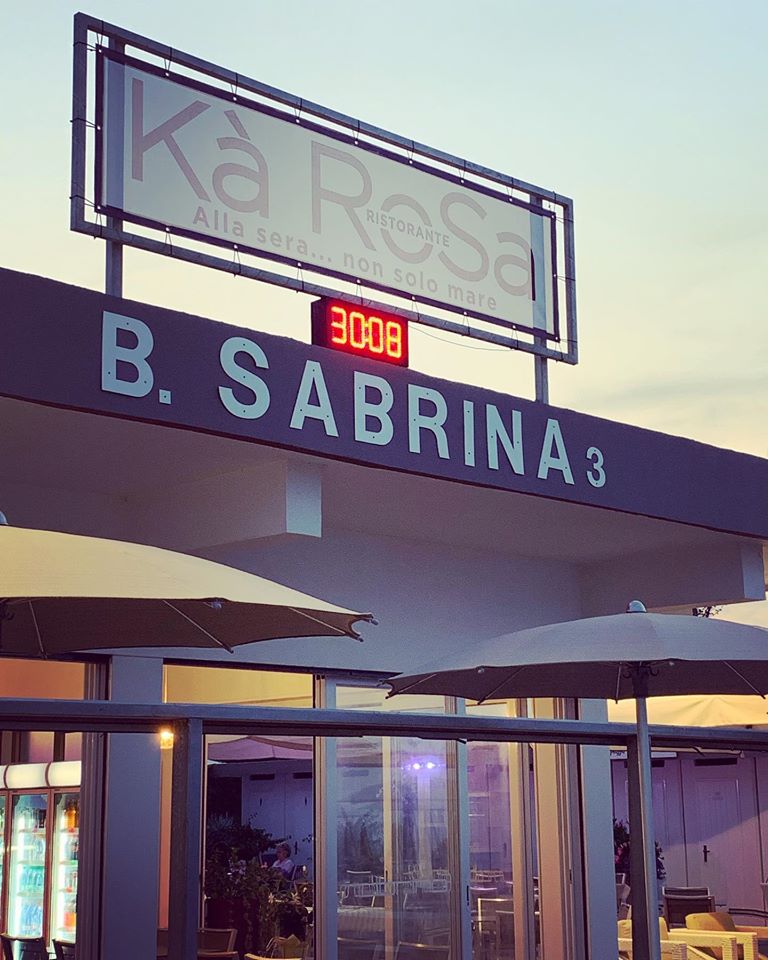 Kà RoSa
RISTORANTE
Alla sera... non solo mare
30:08
B. SABRINA 3